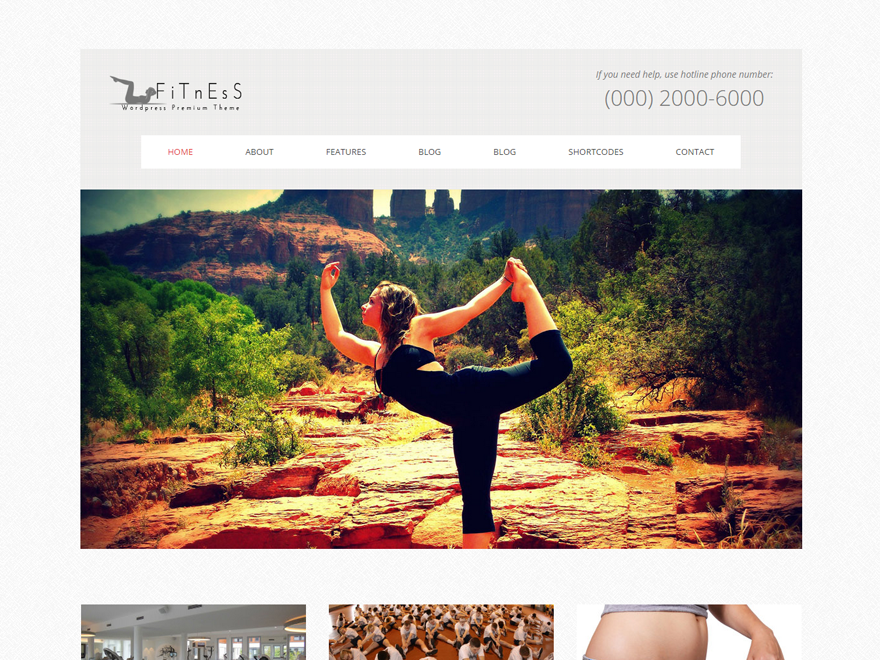 FiTnEsS
Wordpress Premium Theme
If you need help, use hotline phone number:
(000) 2000-6000
HOME ABOUT FEATURES BLOG BLOG SHORTCODES CONTACT